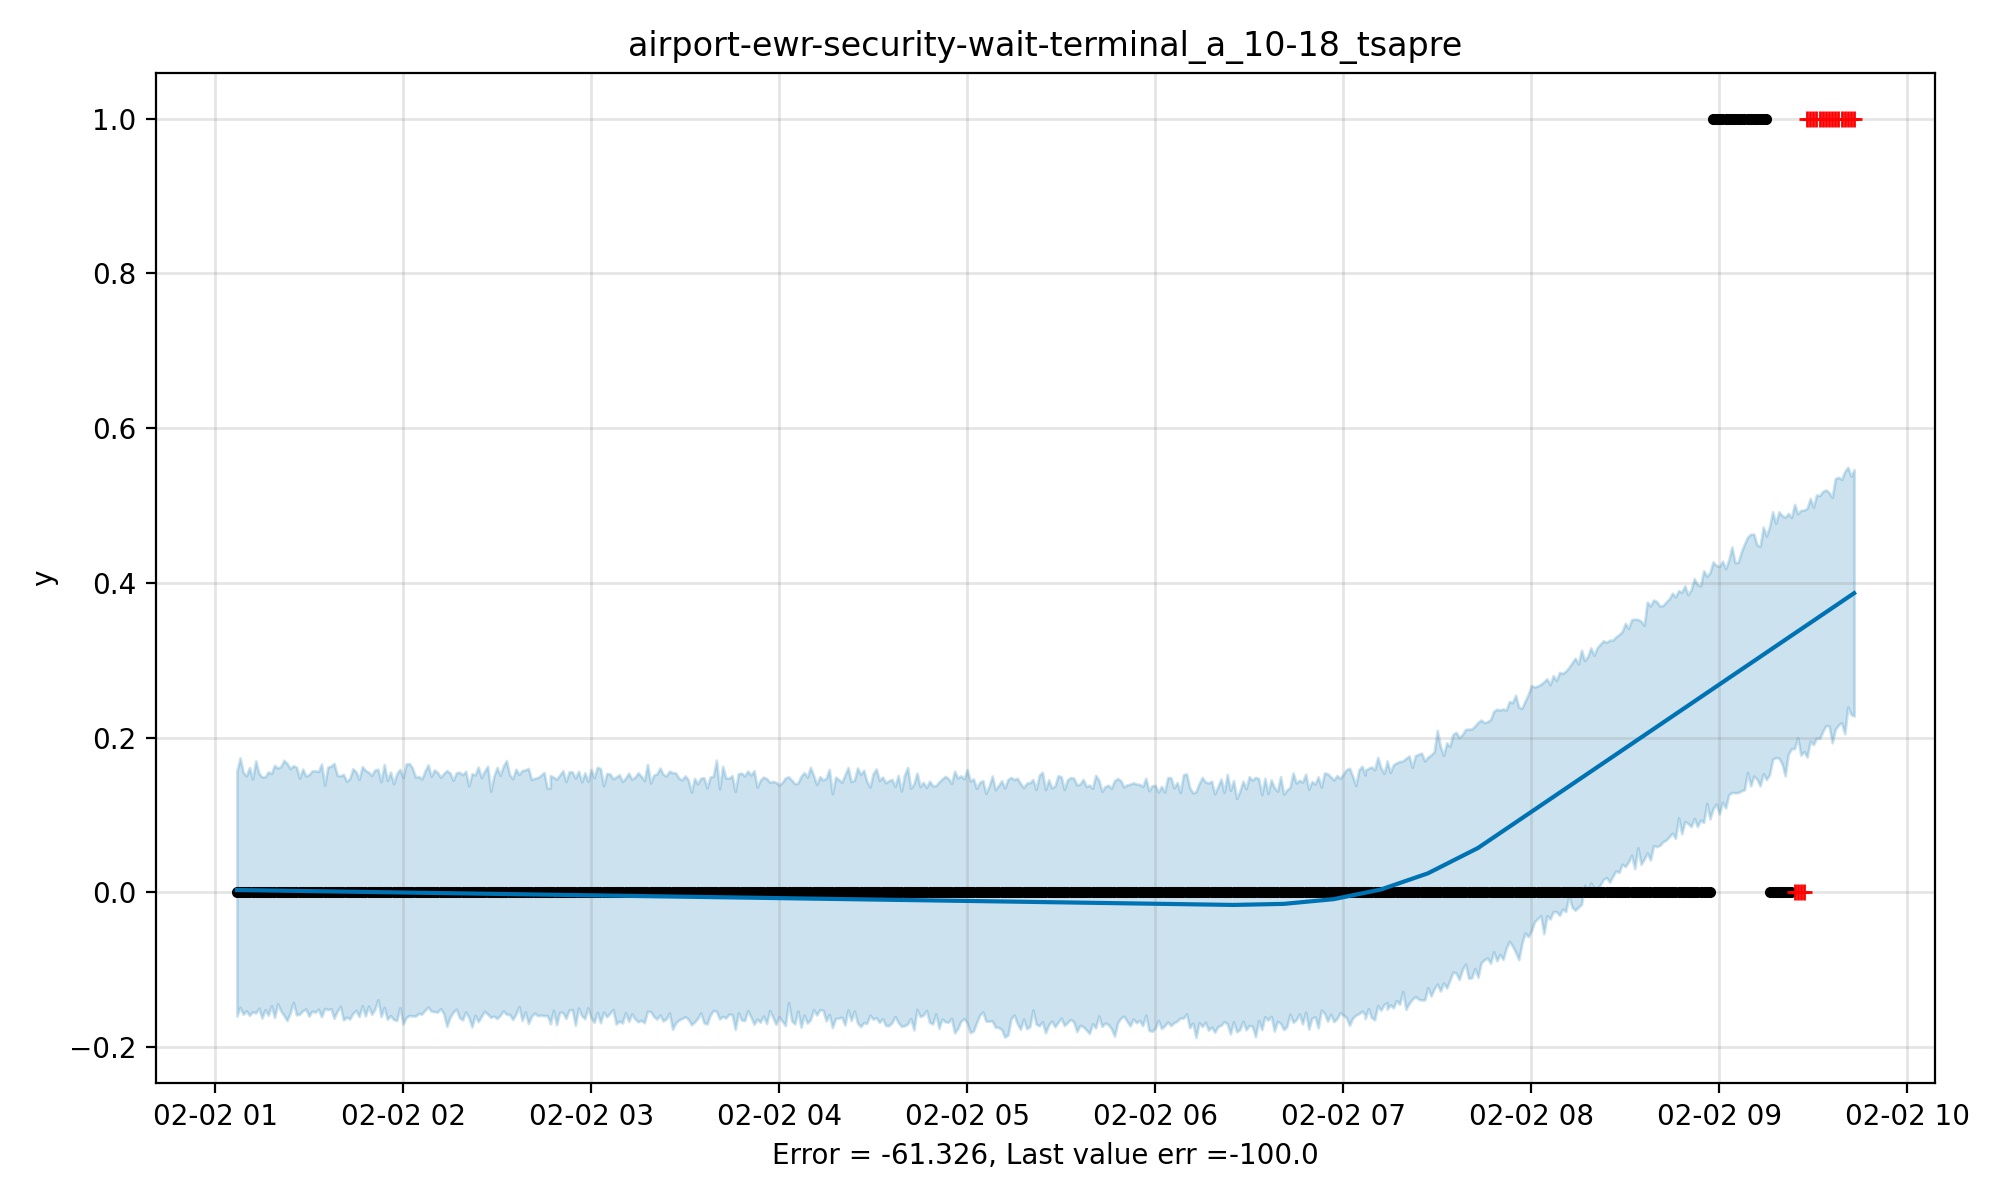 airport-ewr-security-wait-terminal_a_10-18_tsapre
1.0
0.8
0.6
0.4
0.2
0.0
−0.2
y
02-02 01 02-02 02 02-02 03 02-02 04 02-02 05 02-02 06 02-02 07 02-02 08 02-02 09 02-02 10
Error = -61.326, Last value err =-100.0